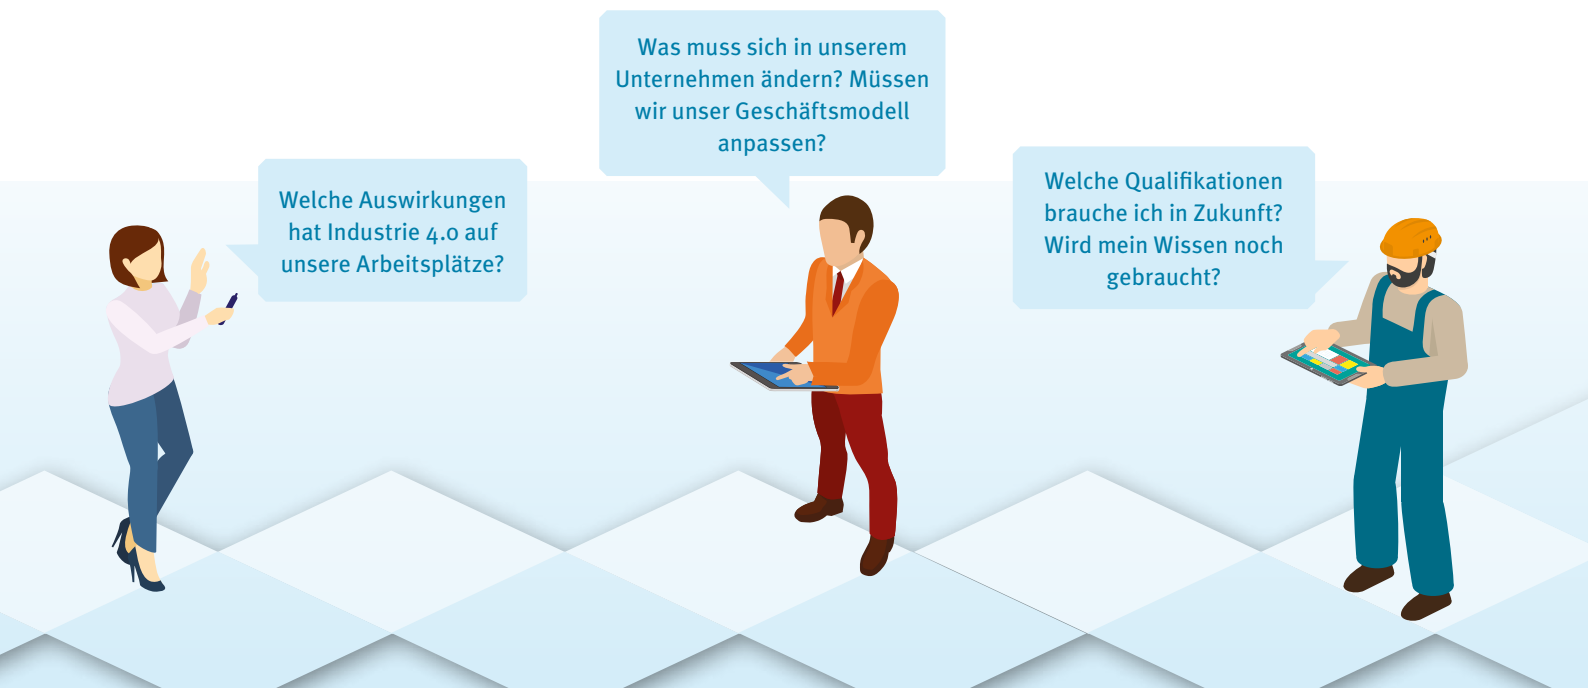 Was muss sich in unserem
Unternehmen ändern? Müssen
wir unser Geschäftsmodell
anpassen?
Welche Auswirkungen
hat Industrie 4.0 auf
unsere Arbeitsplätze?
Welche Qualifikationen
brauche ich in Zukunft?
Wird mein Wissen noch
gebraucht?